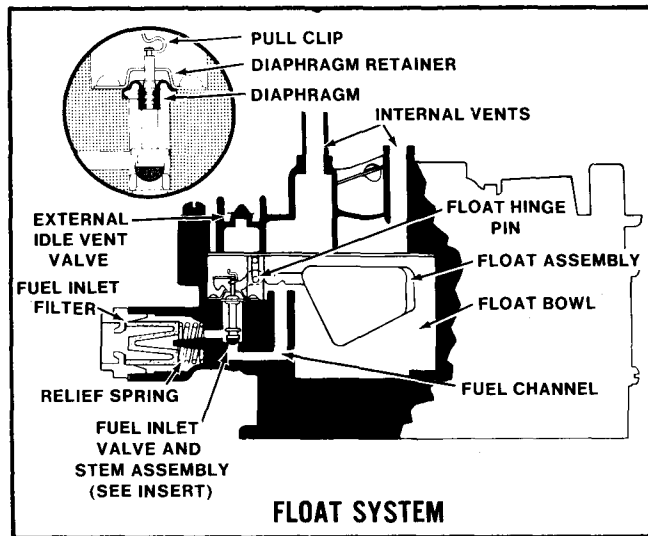 PULL CLIP
DIAPHRAGM RETAINER
DIAPHRAGM
INTERNAL VENTS
EXTERNAL
IDLE VENT
VALVE
FLOAT HINGE
PIN
FUEL INLET
FILTER
FLOAT ASSEMBLY
FLOAT BOWL
RELIEF SPRING
FUEL CHANNEL
FUEL INLET
VALVE AND
STEM ASSEMBLY
(SEE INSERT)
FLOAT SYSTEM